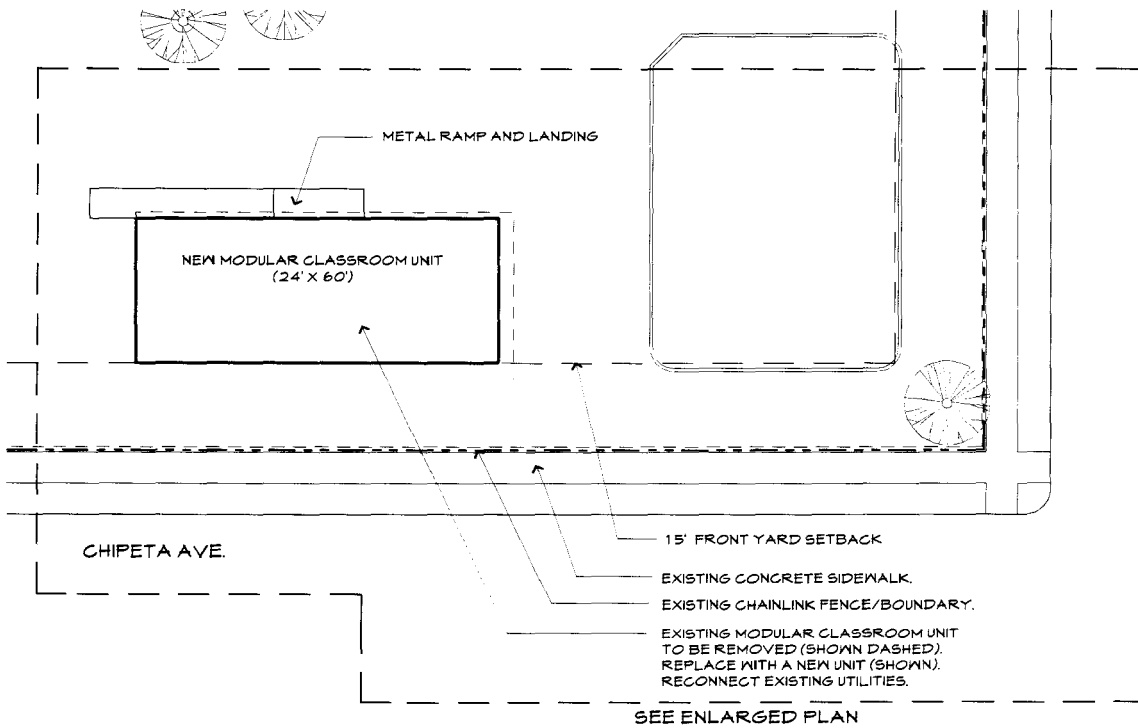 METAL RAMP AND LANDING
NEW MODULAR CLASSROOM UNIT
(24' X 60')
15' FRONT YARD SETBACK
CHIPETA AVE.
EXISTING CONCRETE SIDEWALK.
EXISTING CHAINLINK FENCE/BOUNDARY.
EXISTING MODULAR CLASSROOM UNIT
TO BE REMOVED (SHOWN DASHED).
REPLACE WITH A NEW UNIT (SHOWN).
RECONNECT EXISTING UTILITIES.
SEE ENLARGED PLAN